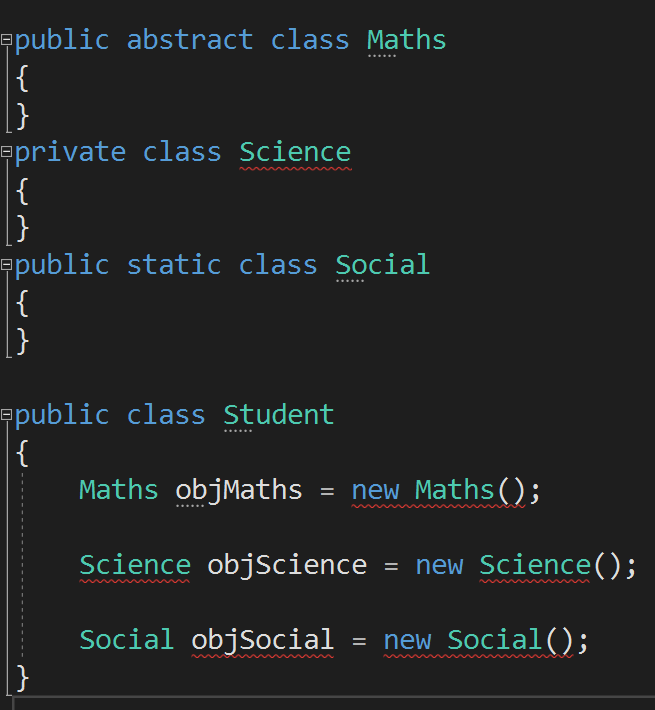 public abstract class Maths
{
}
private class Science
{
}
public static class Social
{
}
public class Student
{
Maths objMaths = new Maths();
Science objScience = new Science();
Social objSocial = new Social();
}